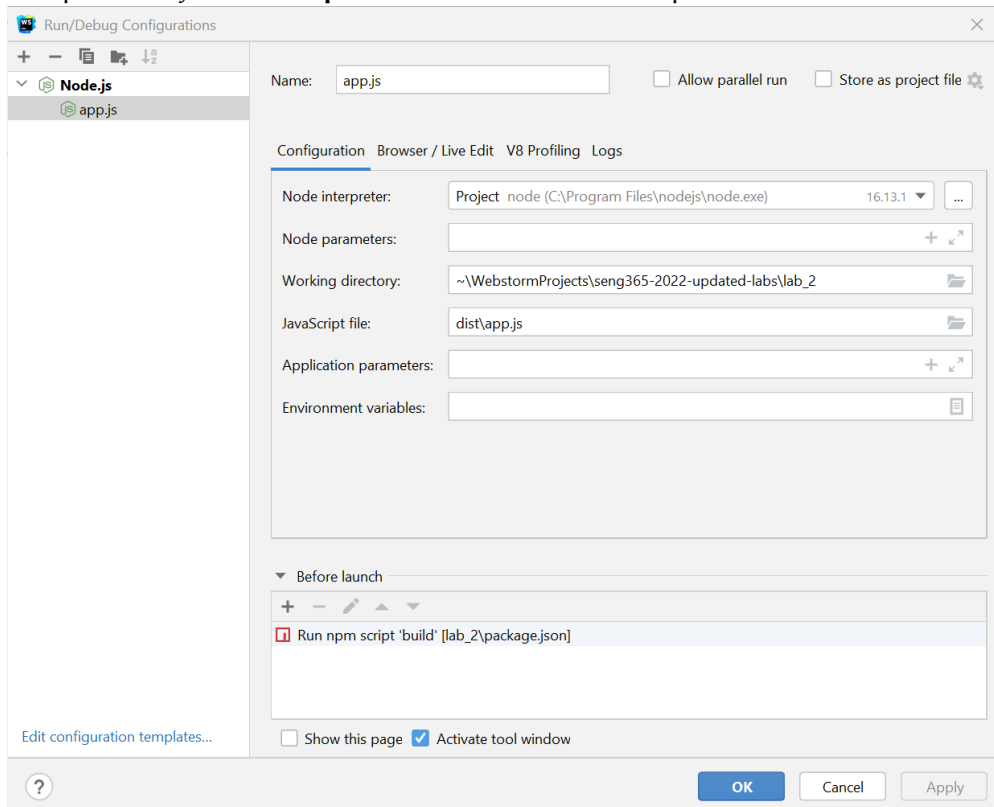 Run/Debug Configurations
Node.js
app.js
Name: app.js Allow parallel run Store as project file
Configuration Browser / Live Edit V8 Profiling Logs
Node interpreter: Project node (C:\Program Files\nodejs\node.exe) 16.13.1 ...
Node parameters:
Working directory: ~\WebstormProjects\seng365-2022-updated-labs\lab_2
JavaScript file: dist\app.js
Application parameters:
Environment variables:
Before launch
Run npm script 'build' [lab_2\package.json]
Edit configuration templates...
Show this page Activate tool window
? OK Cancel Apply